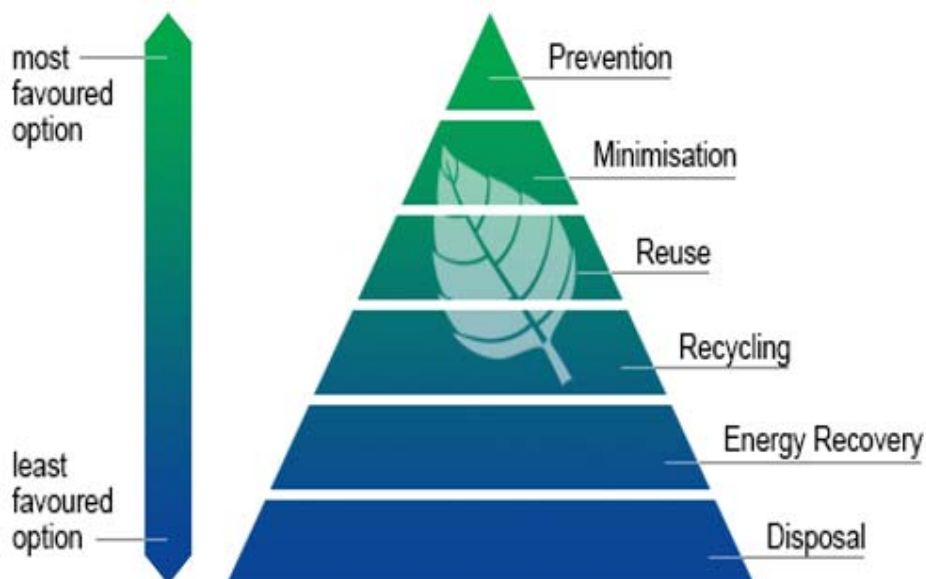 most
favoured
option
Prevention
Minimisation
Reuse
Recycling
Energy Recovery
least
favoured
option
Disposal